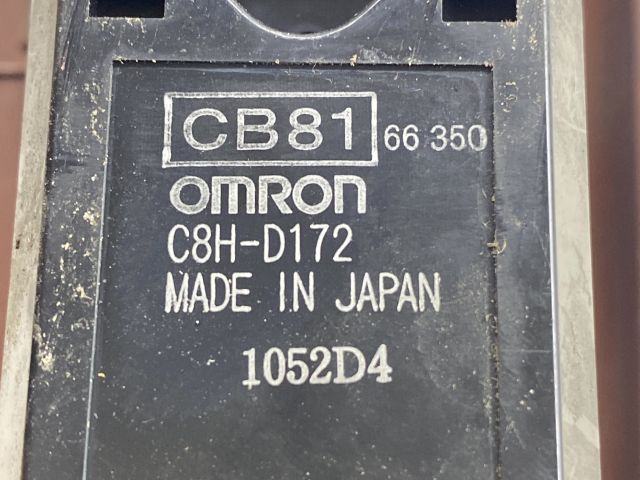 CB81 66 350
OMRON
C8H-D172
MADE IN JAPAN
1052D4